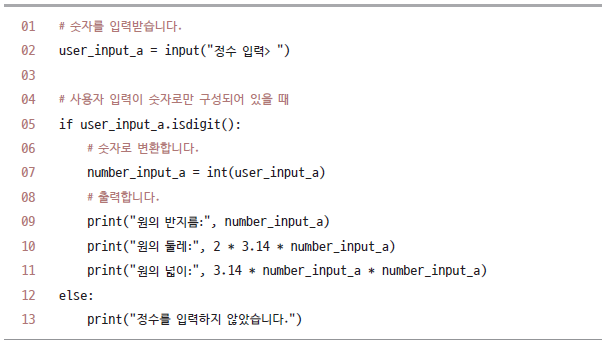 01 # 숫자를 입력받습니다.
02 user_input_a = input("정수 입력> ")
03
04 # 사용자 입력이 숫자로만 구성되어 있을 때
05 if user_input_a.isdigit():
06     # 숫자로 변환합니다.
07     number_input_a = int(user_input_a)
08     # 출력합니다.
09     print("원의 반지름:", number_input_a)
10     print("원의 둘레:", 2 * 3.14 * number_input_a)
11     print("원의 넓이:", 3.14 * number_input_a * number_input_a)
12 else:
13     print("정수를 입력하지 않았습니다.")